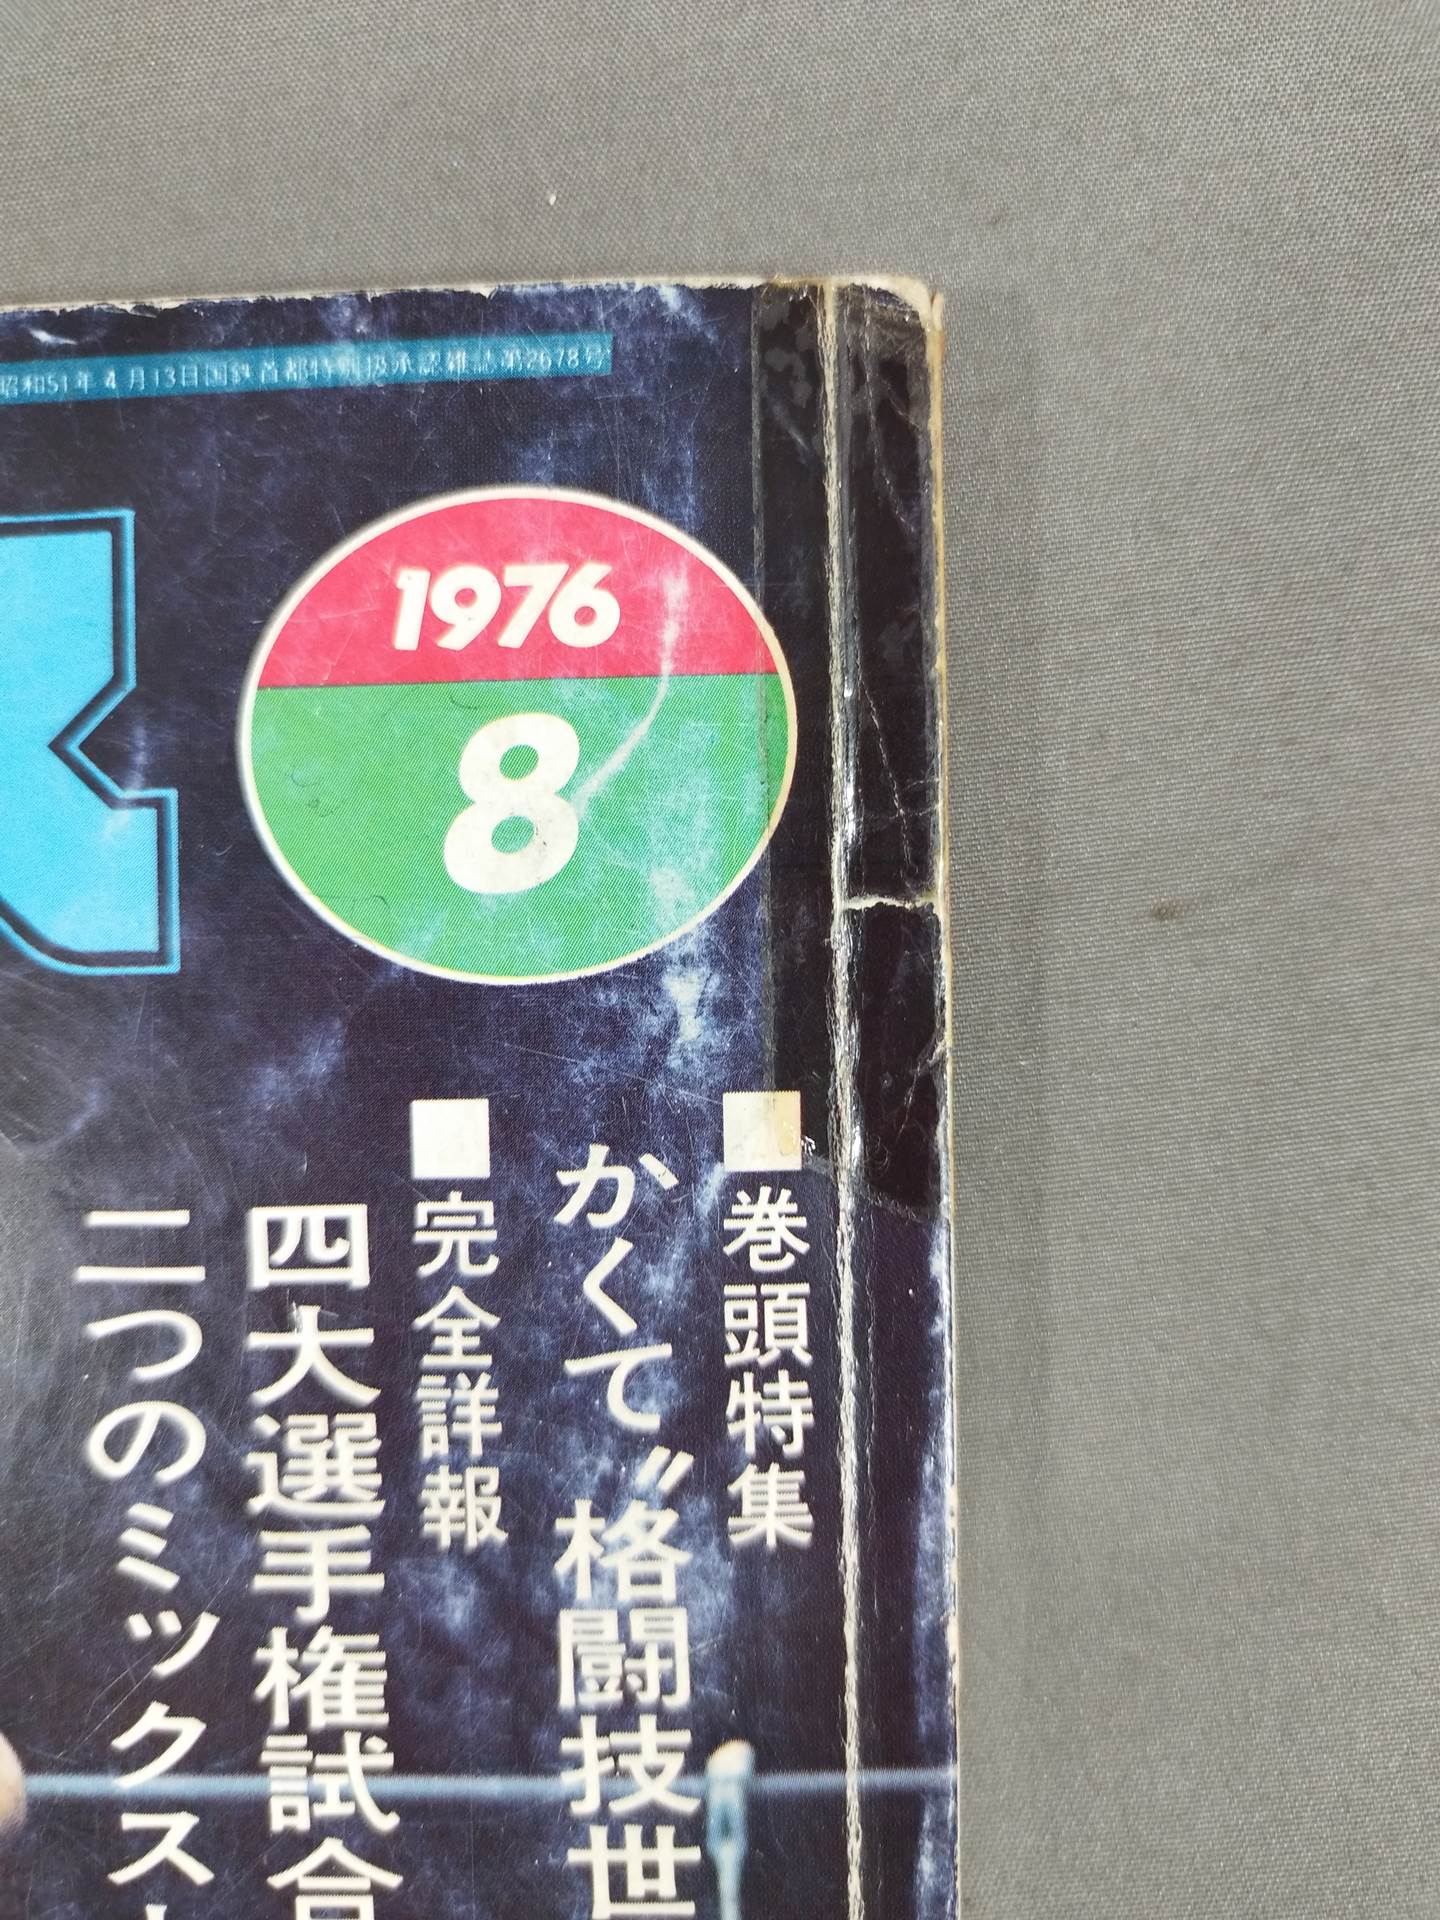 昭和51年4月13日国鉄首都特別扱承認雑誌第2678号
1976
8
■巻頭特集
かくて〝格闘技世
■完全詳報
四大選手権試合
二つのミックス